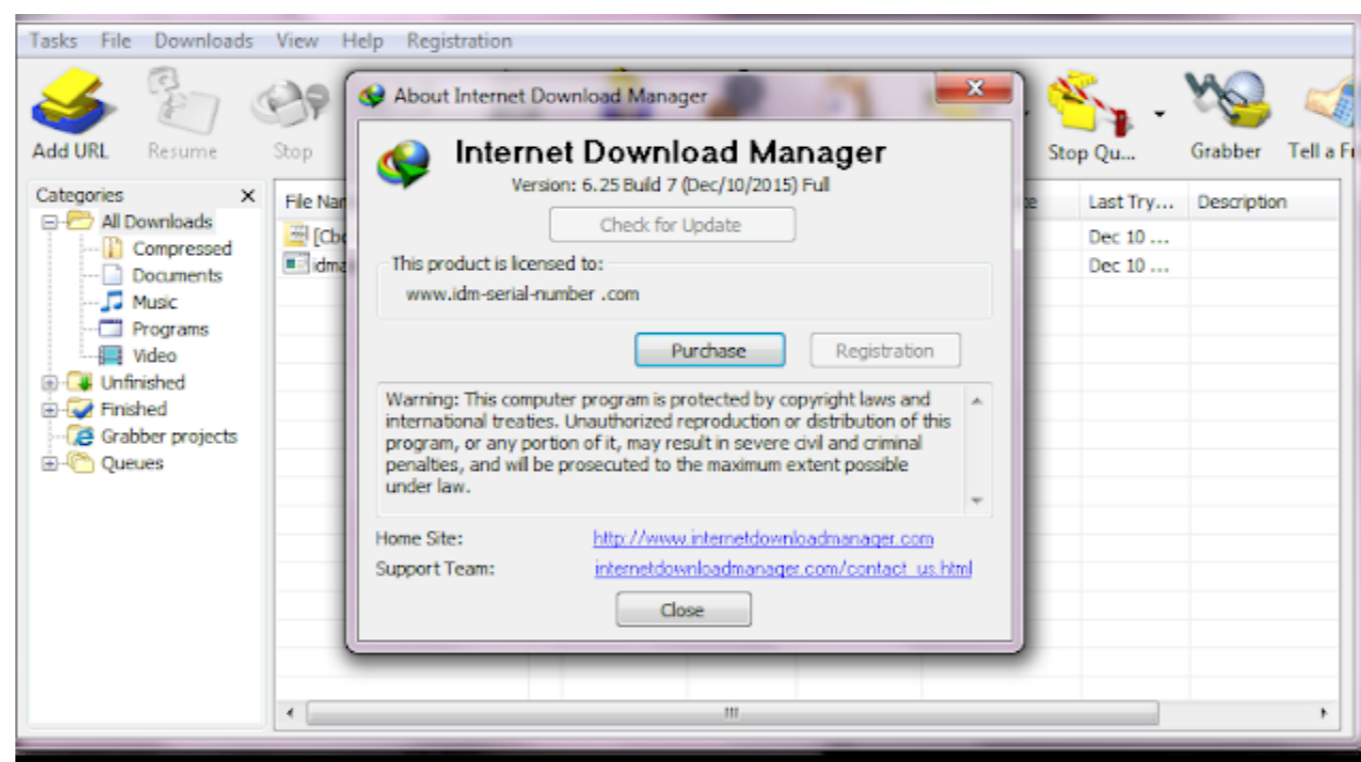 Tasks File Downloads View Help Registration
About Internet Download Manager
Add URL Resume Stop Stop Qu... Grabber Tell a Fr
Internet Download Manager
Version: 6.25 Build 7 (Dec/10/2015) Full
Check for Update
Categories
File Nar
Last Try... Description
All Downloads
Compressed
Documents
Music
Programs
Video
Unfinished
Finished
Grabber projects
Queues
Dec 10 ...
idma
Dec 10 ...
This product is licensed to:
www.idm-serial-number .com
Purchase Registration
Warning: This computer program is protected by copyright laws and
international treaties. Unauthorized reproduction or distribution of this
program, or any portion of it, may result in severe civil and criminal
penalties, and will be prosecuted to the maximum extent possible
under law.
Home Site: http://www.internetdownloadmanager.com
Support Team: internetdownloadmanager.com/contact_us.html
Close